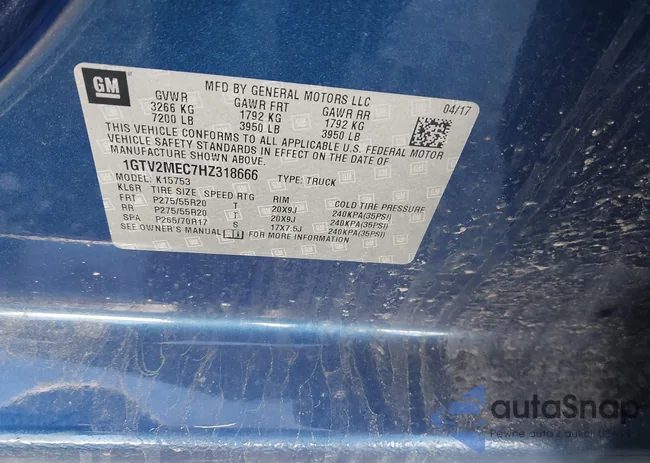 GM
MFD BY GENERAL MOTORS LLC
04/17
GVWR GAWR FRT GAWR RR
3266 KG 1792 KG 1792 KG
7200 LB 3950 LB 3950 LB
THIS VEHICLE CONFORMS TO ALL APPLICABLE U.S. FEDERAL MOTOR
VEHICLE SAFETY STANDARDS IN EFFECT ON THE DATE OF
1GTV2MEC7HZ318666 TYPE: TRUCK
MODEL: K15753
KL6R TIRE SIZE SPEED RTG RIM COLD TIRE PRESSURE
FRT P275/55R20 T 20X9J 240KPA(35PSI)
RR P275/55R20 T 20X9J 240KPA(35PSI)
SPA P265/70R17 S 17X7.5J 240KPA(35PSI)
SEE OWNER'S MANUAL FOR MORE INFORMATION
autaSnap
Pewne auto z aukcji